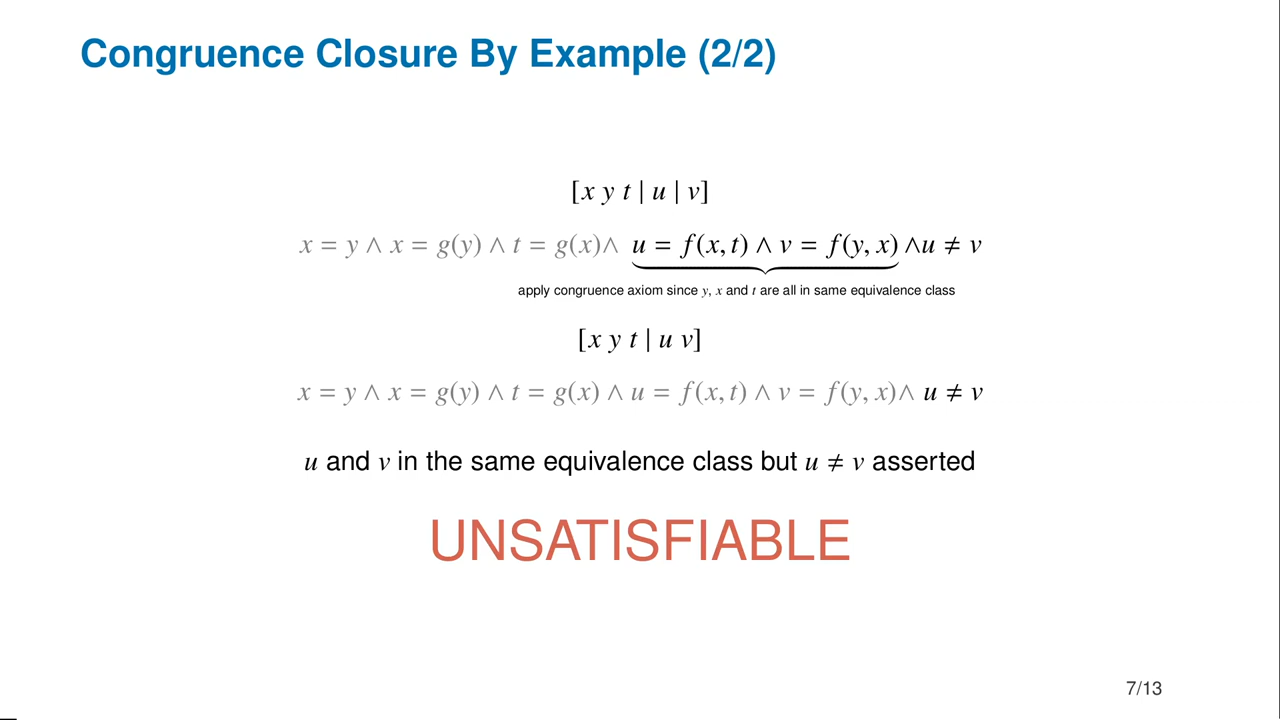 Congruence Closure By Example (2/2)
[x y t | u | v]
x = y ∧ x = g(y) ∧ t = g(x)∧ u = f(x, t) ∧ v = f(y, x) ∧u ≠ v
apply congruence axiom since y, x and t are all in same equivalence class
[x y t | u v]
x = y ∧ x = g(y) ∧ t = g(x) ∧ u = f(x, t) ∧ v = f(y, x)∧ u ≠ v
u and v in the same equivalence class but u ≠ v asserted
UNSATISFIABLE
7/13